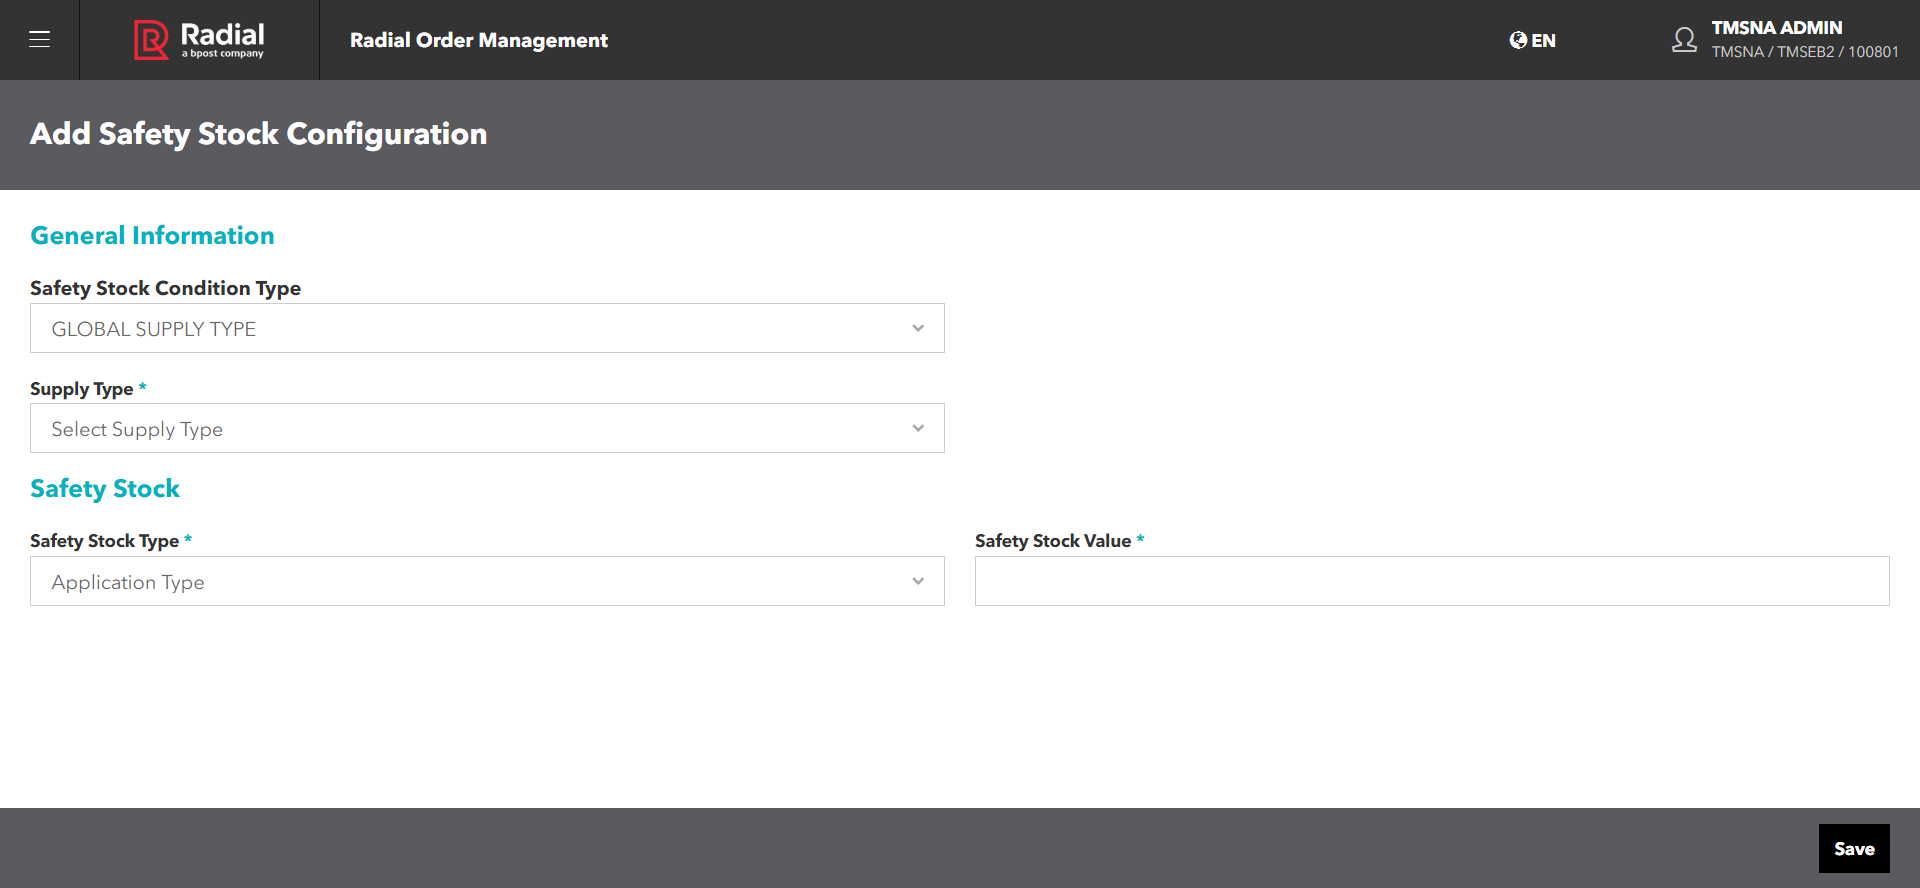 Radial
a bpost company
Radial Order Management
EN
TMSNA ADMIN
TMSNA / TMSEB2 / 100801
Add Safety Stock Configuration
General Information
Safety Stock Condition Type
GLOBAL SUPPLY TYPE
Supply Type *
Select Supply Type
Safety Stock
Safety Stock Type *
Safety Stock Value *
Application Type
Save